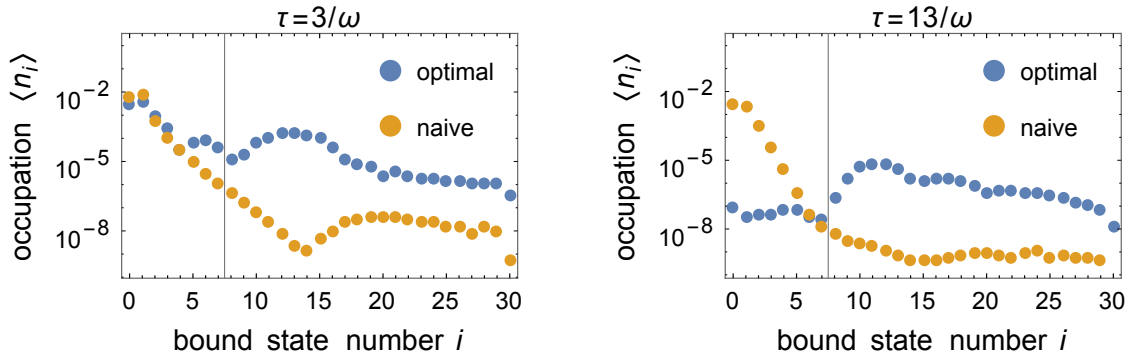 τ=3/ω
occupation ⟨n_i⟩
10^−2
10^−5
10^−8
optimal
naive
0 5 10 15 20 25 30
bound state number i
τ=13/ω
occupation ⟨n_i⟩
10^−2
10^−5
10^−8
optimal
naive
0 5 10 15 20 25 30
bound state number i